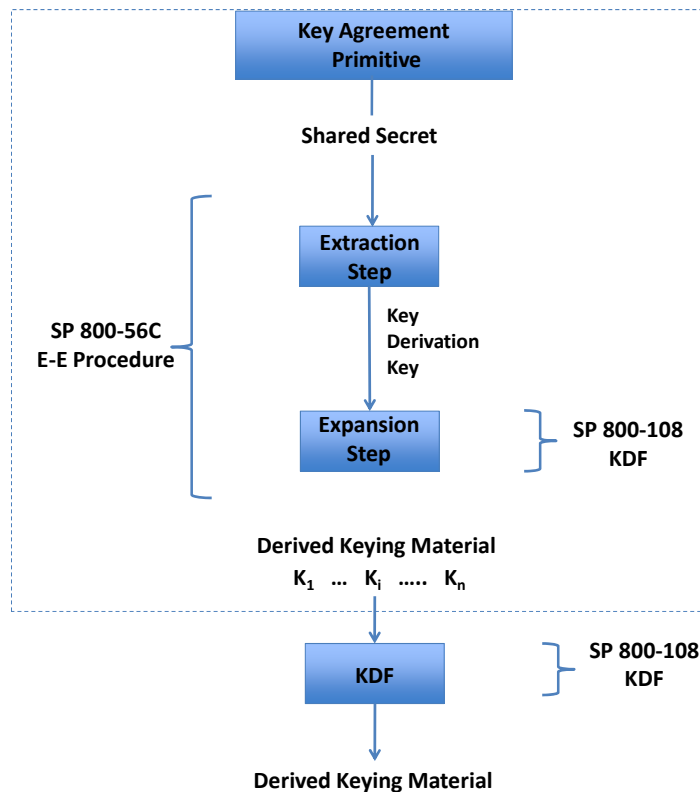 Key Agreement
Primitive
Shared Secret
Extraction
Step
Key
Derivation
Key
SP 800-56C
E-E Procedure
Expansion
Step
SP 800-108
KDF
Derived Keying Material
K1 … Ki ….. Kn
KDF
SP 800-108
KDF
Derived Keying Material